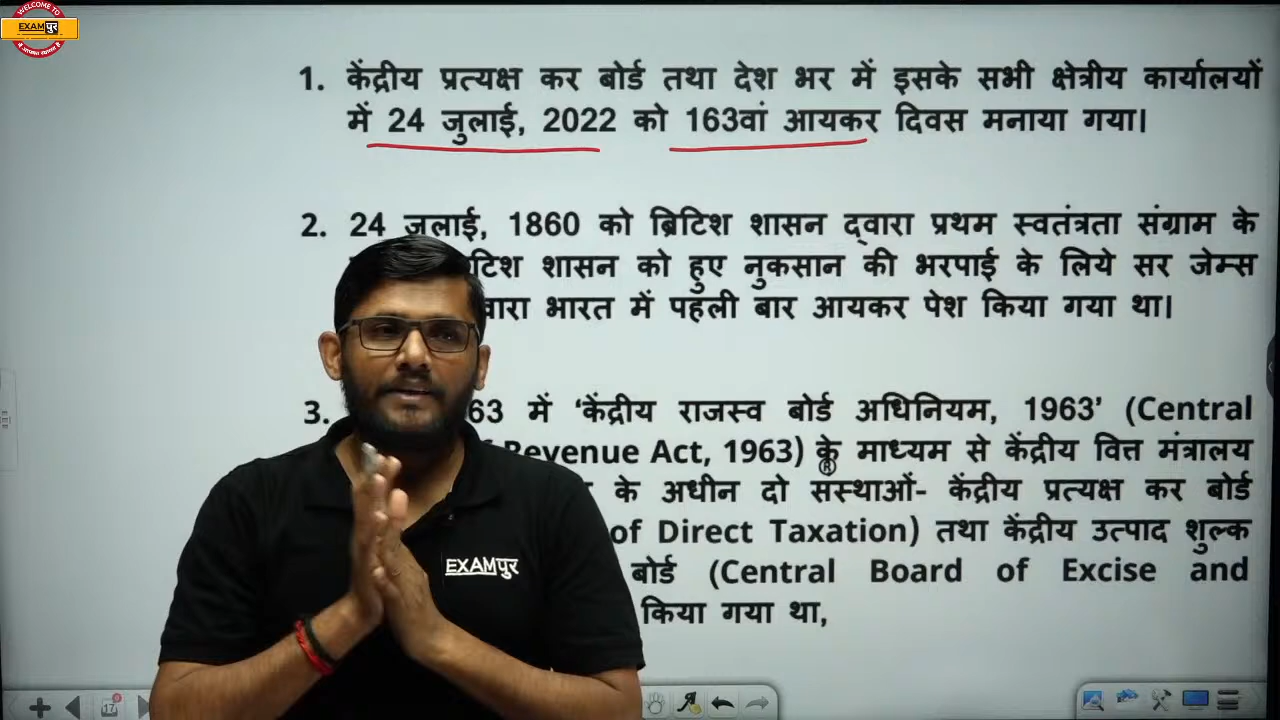 WELCOME TO
EXAMपुर
1. केंद्रीय प्रत्यक्ष कर बोर्ड तथा देश भर में इसके सभी क्षेत्रीय कार्यालयों
में 24 जुलाई, 2022 को 163वां आयकर दिवस मनाया गया।
2. 24 जुलाई, 1860 को ब्रिटिश शासन द्वारा प्रथम स्वतंत्रता संग्राम के
शासन को हुए नुकसान की भरपाई के लिये सर जेम्स
भारत में पहली बार आयकर पेश किया गया था।
3. में ‘केंद्रीय राजस्व बोर्ड अधिनियम, 1963’ (Central
Revenue Act, 1963) के माध्यम से केंद्रीय वित्त मंत्रालय
के अधीन दो संस्थाओं- केंद्रीय प्रत्यक्ष कर बोर्ड
of Direct Taxation) तथा केंद्रीय उत्पाद शुल्क
बोर्ड (Central Board of Excise and
किया गया था,
EXAMपुर
17